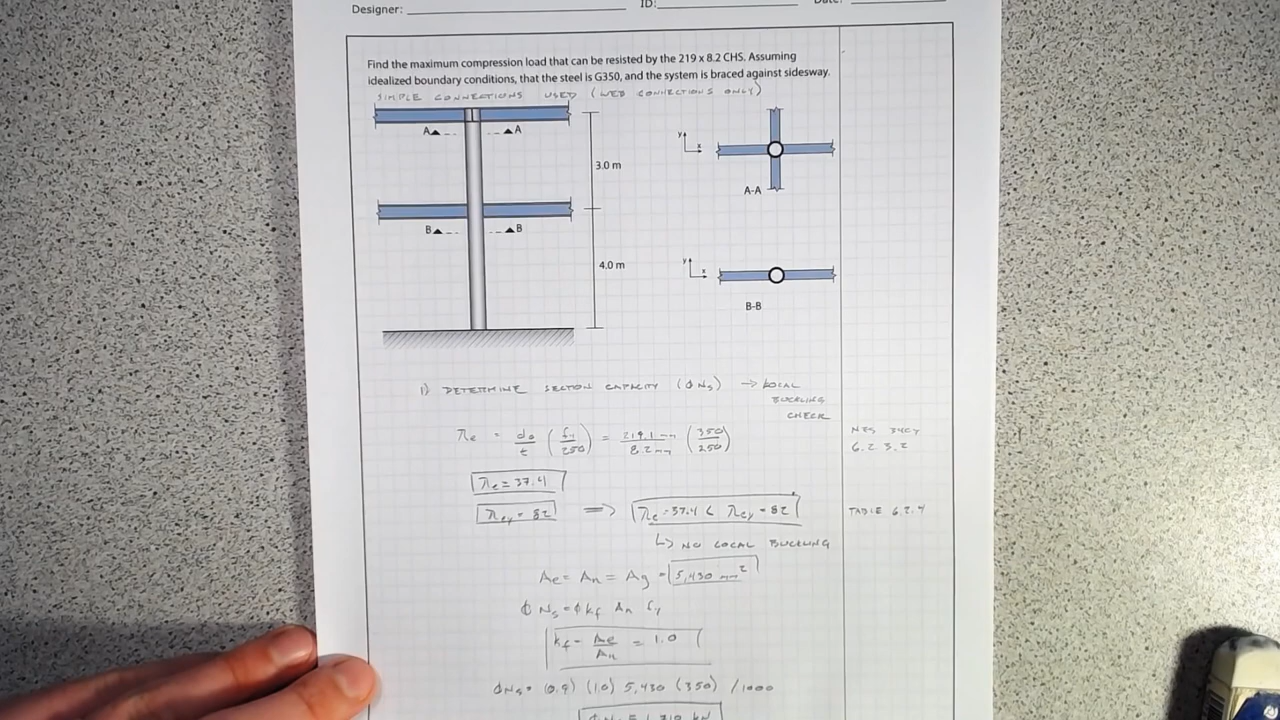 Designer:
ID:
Date:
Find the maximum compression load that can be resisted by the 219 x 8.2 CHS. Assuming
idealized boundary conditions, that the steel is G350, and the system is braced against sidesway.
SIMPLE CONNECTIONS USED (WEB CONNECTIONS ONLY)
A A
3.0 m
y
x
A-A
B B
4.0 m
y
x
B-B
1) DETERMINE SECTION CAPACITY (ΦNs) → LOCAL
BUCKLING
CHECK
λe = do/t (fy/250) = 219.1 mm/8.2 mm (350/250)
NZS 3404
6.2.3.2
λe = 37.4
λey = 82 ⇒ λe = 37.4 < λey = 82
TABLE 6.2.4
↳ NO LOCAL BUCKLING
Ae = An = Ag = 5,430 mm²
ΦNs = Φ kf An fy
kf = Ae/An = 1.0
ΦNs = (0.9) (1.0) 5,430 (350) /1000